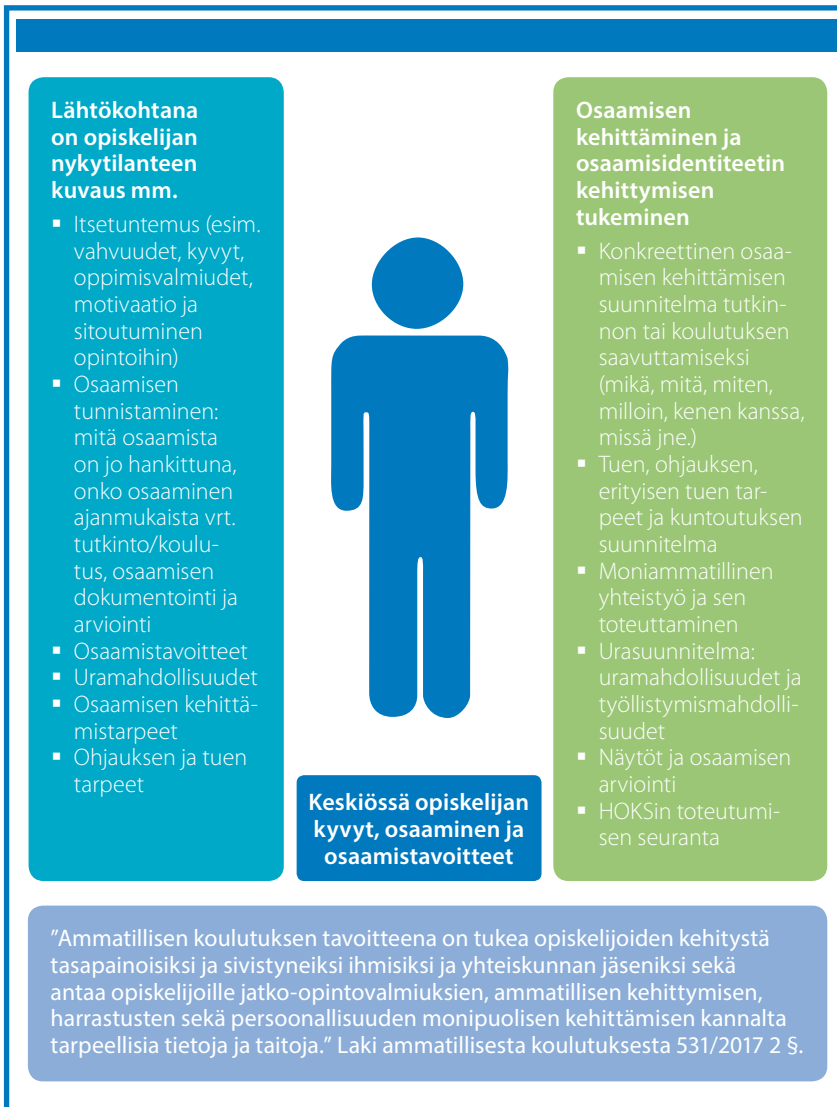 Lähtökohtana
on opiskelijan
nykytilanteen
kuvaus mm.
▪ Itsetuntemus (esim.
vahvuudet, kyvyt,
oppimisvalmiudet,
motivaatio ja
sitoutuminen
opintoihin)
▪ Osaamisen
tunnistaminen:
mitä osaamista
on jo hankittuna,
onko osaaminen
ajanmukaista vrt.
tutkinto/koulu-
tus, osaamisen
dokumentointi ja
arviointi
▪ Osaamistavoitteet
▪ Uramahdollisuudet
▪ Osaamisen kehittä-
mistarpeet
▪ Ohjauksen ja tuen
tarpeet
Keskiössä opiskelijan
kyvyt, osaaminen ja
osaamistavoitteet
Osaamisen
kehittäminen ja
osaamisidentiteetin
kehittymisen
tukeminen
▪ Konkreettinen osaa-
misen kehittämisen
suunnitelma tutkin-
non tai koulutuksen
saavuttamiseksi
(mikä, mitä, miten,
milloin, kenen kanssa,
missä jne.)
▪ Tuen, ohjauksen,
erityisen tuen tar-
peet ja kuntoutuksen
suunnitelma
▪ Moniammatillinen
yhteistyö ja sen
toteuttaminen
▪ Urasuunnitelma:
uramahdollisuudet ja
työllistymismahdolli-
suudet
▪ Näytöt ja osaamisen
arviointi
▪ HOKSin toteutumi-
sen seuranta
”Ammatillisen koulutuksen tavoitteena on tukea opiskelijoiden kehitystä
tasapainoisiksi ja sivistyneiksi ihmisiksi ja yhteiskunnan jäseniksi sekä
antaa opiskelijoille jatko-opintovalmiuksien, ammatillisen kehittymisen,
harrastusten sekä persoonallisuuden monipuolisen kehittämisen kannalta
tarpeellisia tietoja ja taitoja.” Laki ammatillisesta koulutuksesta 531/2017 2 §.